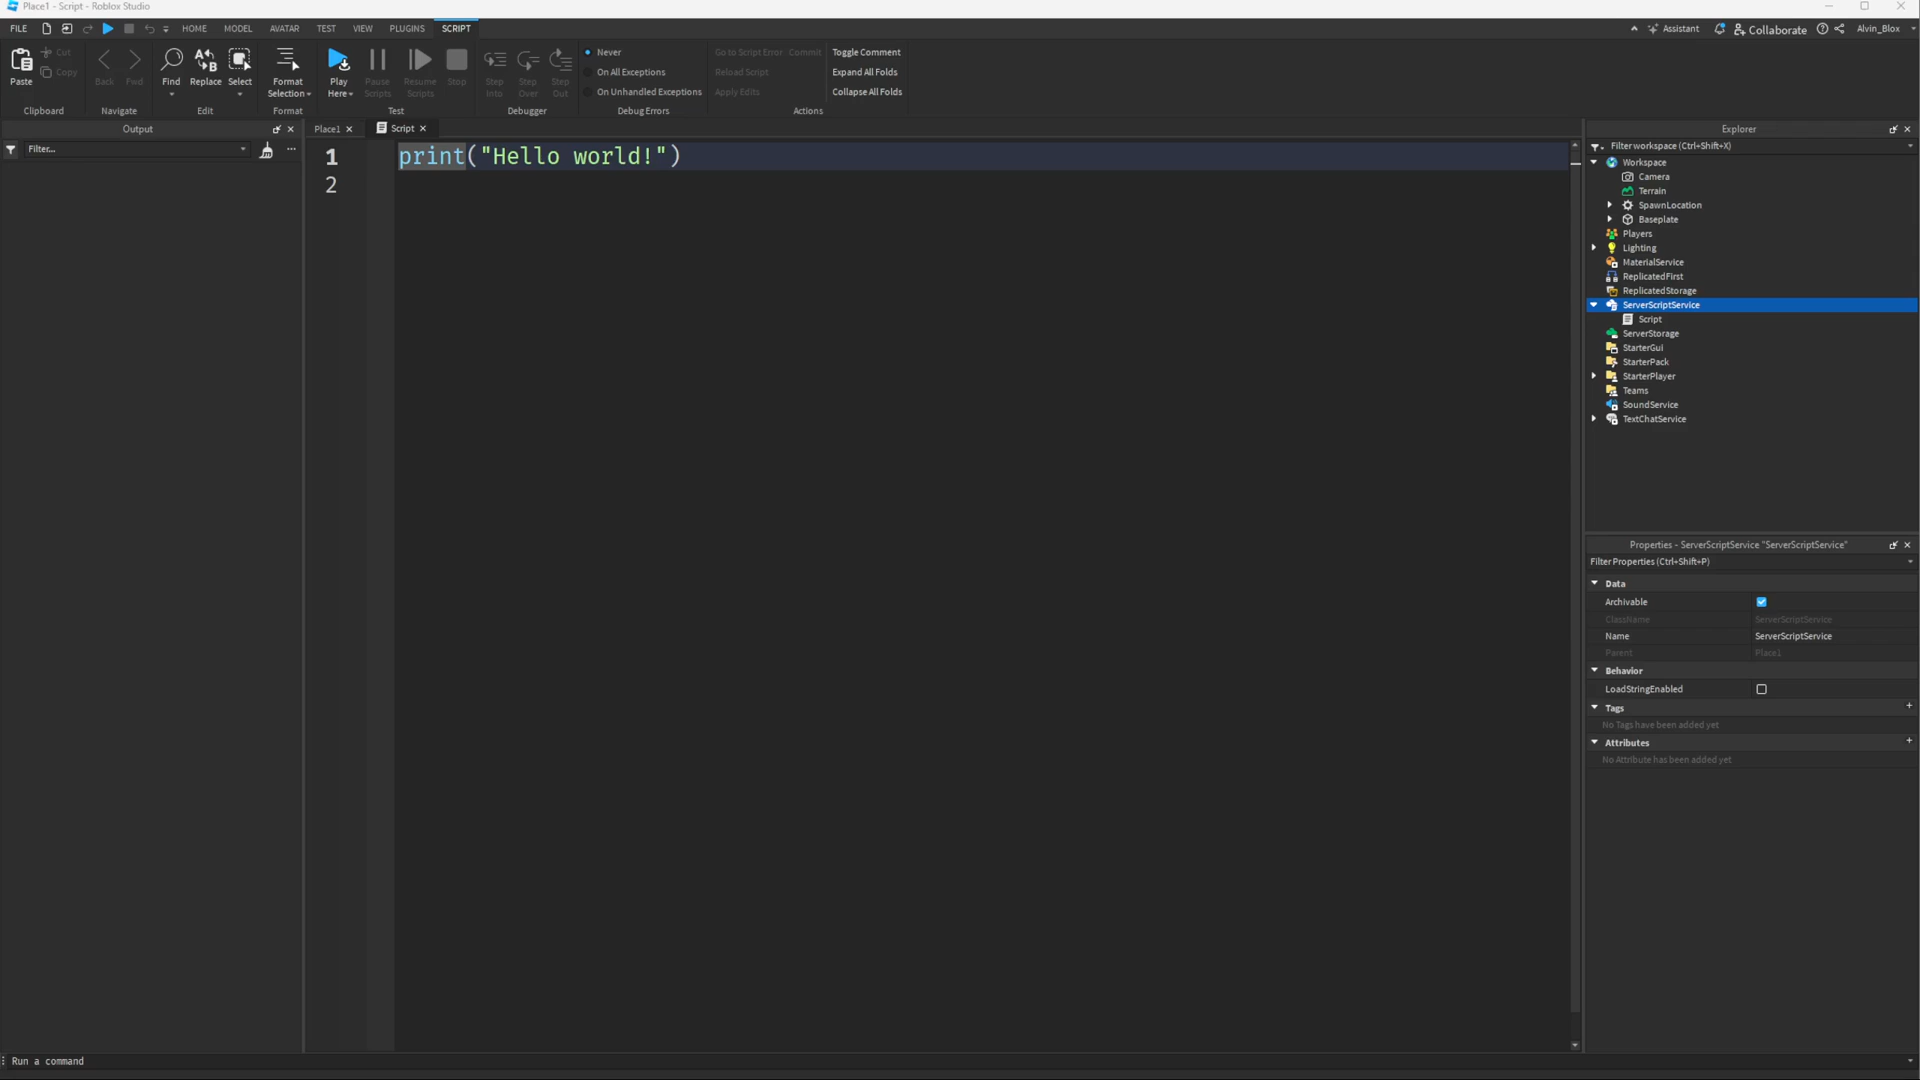 Place1 - Script - Roblox Studio
FILE HOME MODEL AVATAR TEST VIEW PLUGINS SCRIPT Assistant Collaborate Alvin_Blox
Paste Cut Copy
Back Fwd
Find Replace Select
Format Selection
Play Here Pause Scripts Resume Scripts Stop
Step Into Step Over Step Out
Never
On All Exceptions
On Unhandled Exceptions
Go to Script Error Commit
Reload Script
Apply Edits
Toggle Comment
Expand All Folds
Collapse All Folds
Clipboard Navigate Edit Format Test Debugger Debug Errors Actions
Output
Filter...
Place1 Script
1 print("Hello world!")
2
Explorer
Filter workspace (Ctrl+Shift+X)
Workspace
Camera
Terrain
SpawnLocation
Baseplate
Players
Lighting
MaterialService
ReplicatedFirst
ReplicatedStorage
ServerScriptService
Script
ServerStorage
StarterGui
StarterPack
StarterPlayer
Teams
SoundService
TextChatService
Properties - ServerScriptService "ServerScriptService"
Filter Properties (Ctrl+Shift+P)
Data
Archivable
ClassName ServerScriptService
Name ServerScriptService
Parent Place1
Behavior
LoadStringEnabled
Tags +
No Tags have been added yet
Attributes +
No Attribute has been added yet
Run a command